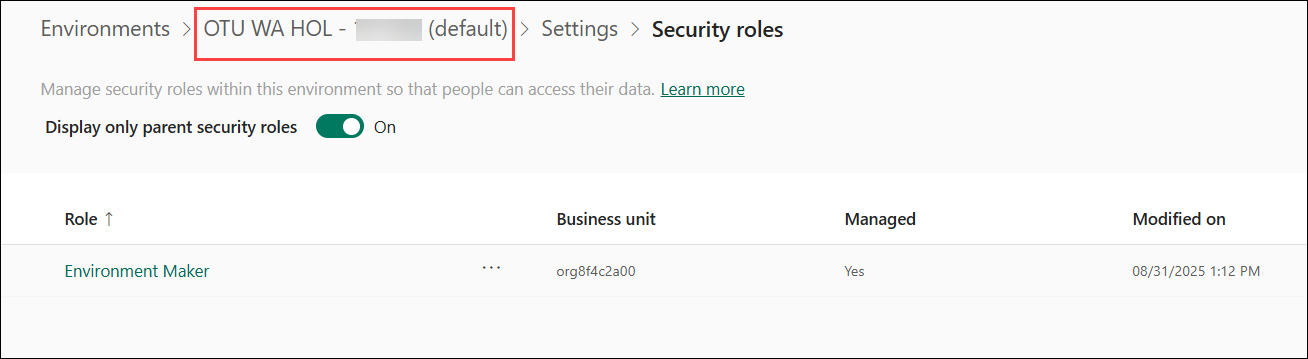 Environments > OTU WA HOL - (default) > Settings > Security roles
Manage security roles within this environment so that people can access their data. Learn more
Display only parent security roles On
Role ↑ Business unit Managed Modified on
Environment Maker ... org8f4c2a00 Yes 08/31/2025 1:12 PM